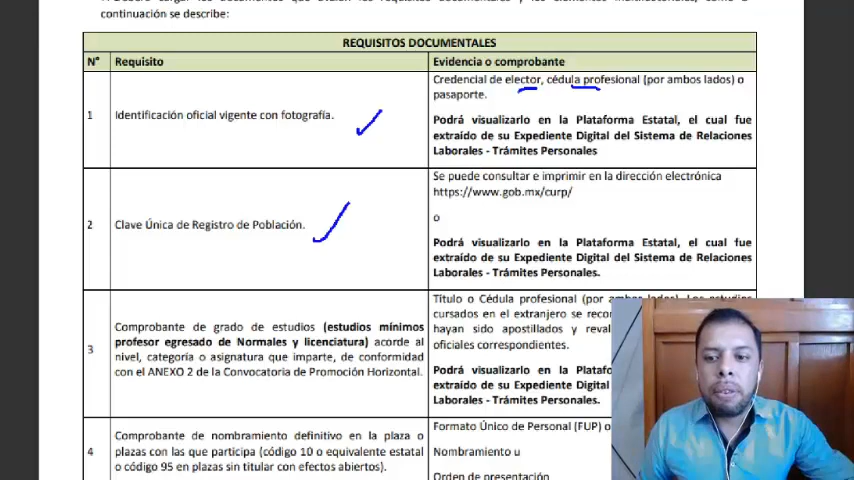 continuación se describe:
REQUISITOS DOCUMENTALES
N° Requisito Evidencia o comprobante
1 Identificación oficial vigente con fotografía.
Credencial de elector, cédula profesional (por ambos lados) o
pasaporte.
Podrá visualizarlo en la Plataforma Estatal, el cual fue
extraído de su Expediente Digital del Sistema de Relaciones
Laborales - Trámites Personales
2 Clave Única de Registro de Población.
Se puede consultar e imprimir en la dirección electrónica
https://www.gob.mx/curp/
o
Podrá visualizarlo en la Plataforma Estatal, el cual fue
extraído de su Expediente Digital del Sistema de Relaciones
Laborales - Trámites Personales.
3
Comprobante de grado de estudios (estudios mínimos
profesor egresado de Normales y licenciatura) acorde al
nivel, categoría o asignatura que imparte, de conformidad
con el ANEXO 2 de la Convocatoria de Promoción Horizontal.
Título o Cédula profesional (por
cursados en el extranjero se
hayan sido apostillados y
oficiales correspondientes.
Podrá visualizarlo en la
extraído de su Expediente Digital
Laborales - Trámites Personales.
4
Comprobante de nombramiento definitivo en la plaza o
plazas con las que participa (código 10 o equivalente estatal
o código 95 en plazas sin titular con efectos abiertos).
Formato Único de Personal (FUP) o
Nombramiento u
Orden de presentación